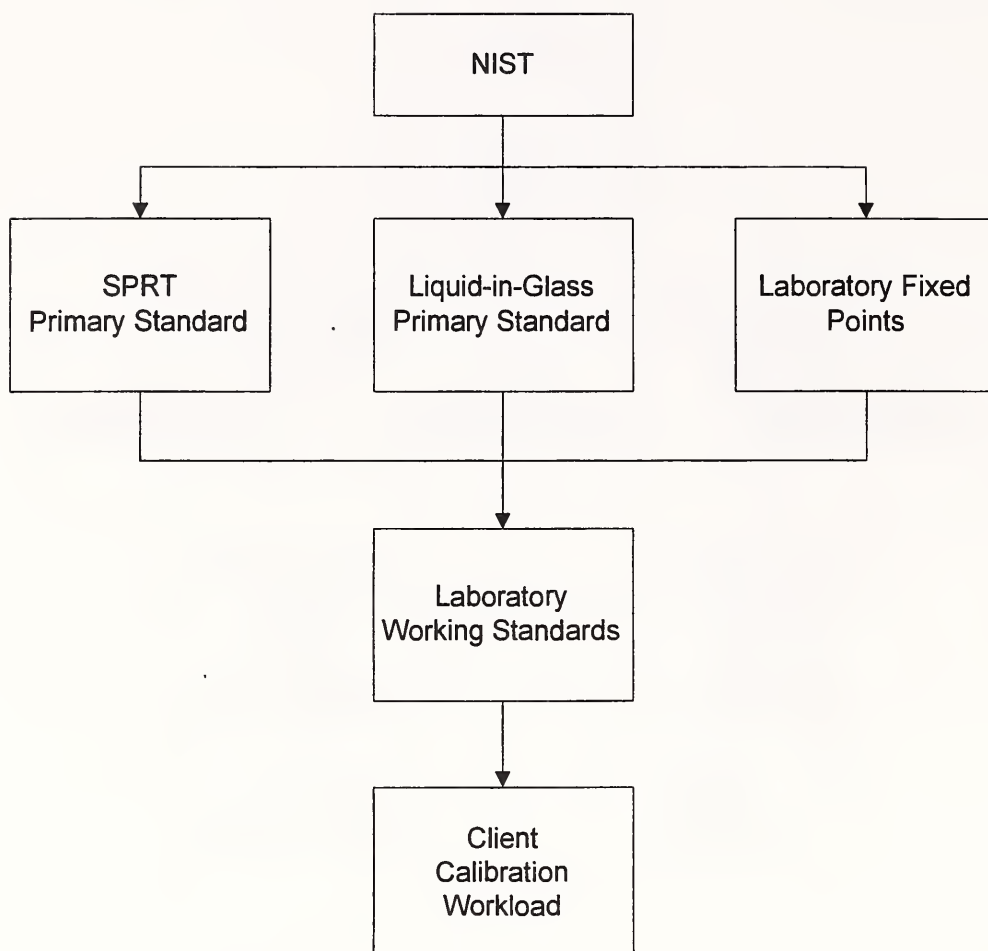 NIST
SPRT
Primary Standard
Liquid-in-Glass
Primary Standard
Laboratory Fixed
Points
Laboratory
Working Standards
Client
Calibration
Workload